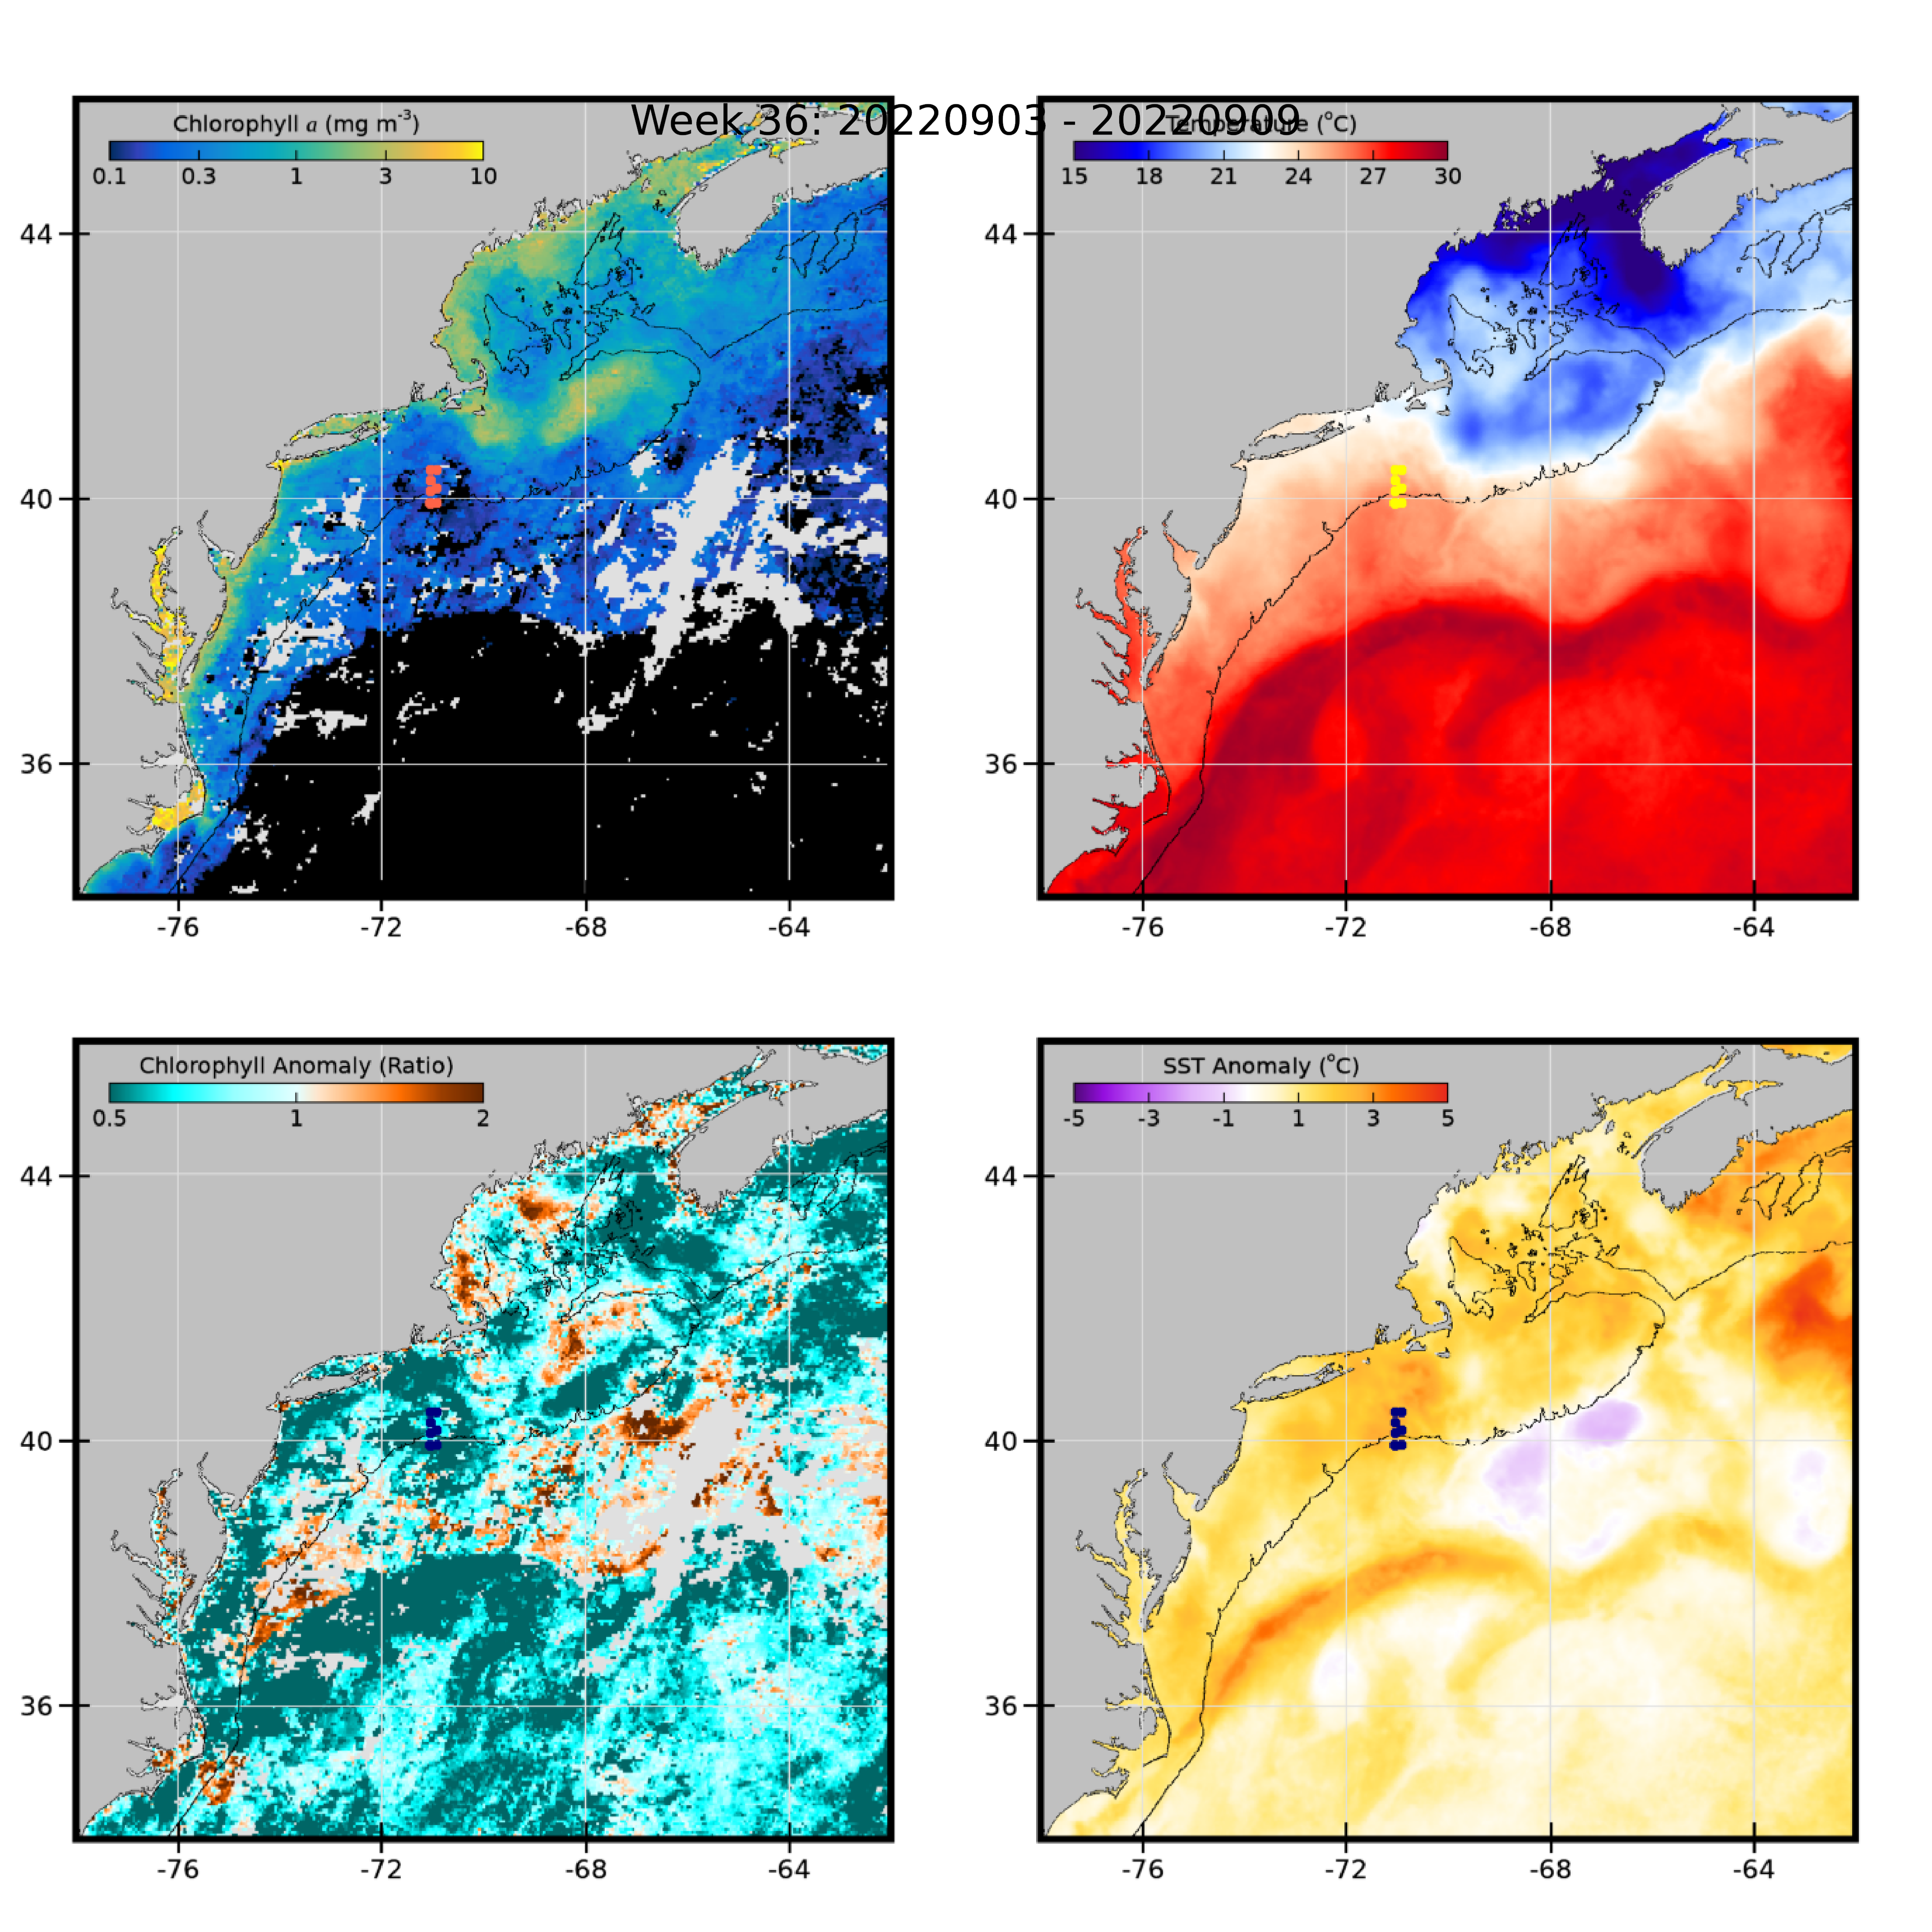 Week 36: 20220903 - 20220909
Chlorophyll a (mg m-3)
0.1 0.3 1 3 10
44
40
36
-76 -72 -68 -64
Temperature (°C)
15 18 21 24 27 30
44
40
36
-76 -72 -68 -64
Chlorophyll Anomaly (Ratio)
0.5 1 2
44
40
36
-76 -72 -68 -64
SST Anomaly (°C)
-5 -3 -1 1 3 5
44
40
36
-76 -72 -68 -64